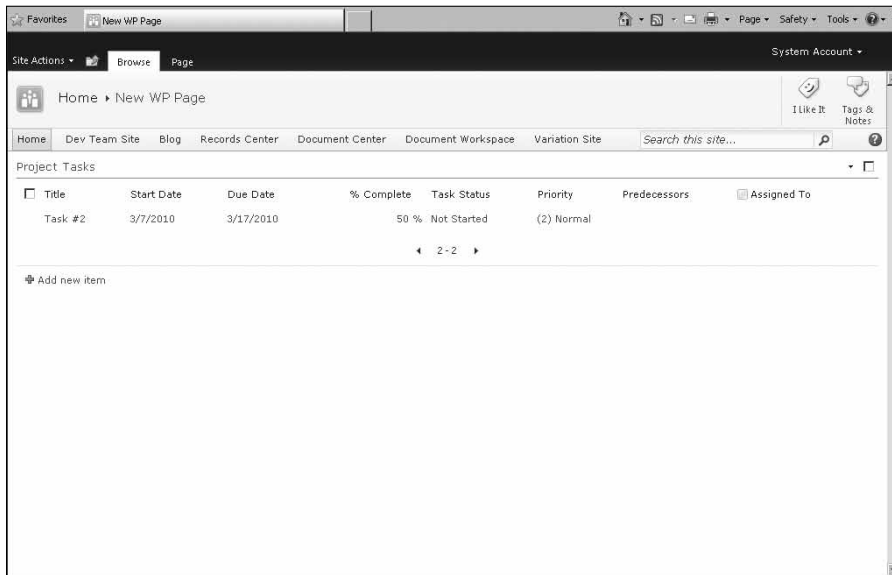 Favorites New WP Page Page Safety Tools
System Account
Site Actions Browse Page
Home New WP Page
I Like It Tags & Notes
Home Dev Team Site Blog Records Center Document Center Document Workspace Variation Site Search this site...
Project Tasks
Title Start Date Due Date % Complete Task Status Priority Predecessors Assigned To
Task #2 3/7/2010 3/17/2010 50 % Not Started (2) Normal
2 - 2
Add new item